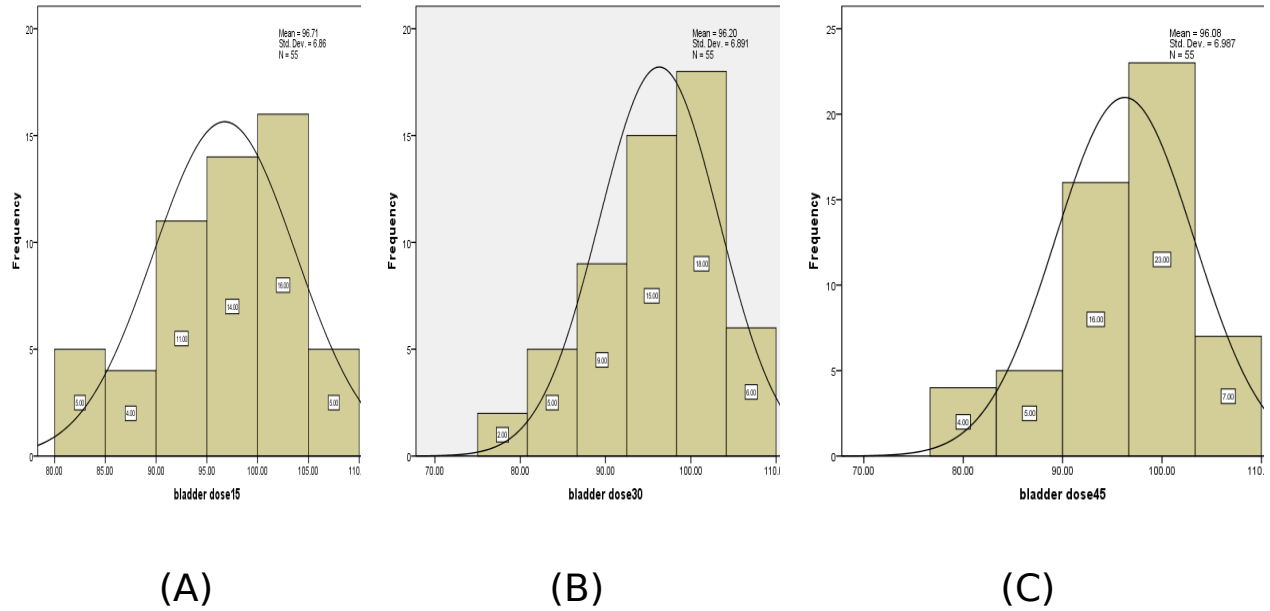 Mean = 96.71
Std. Dev. = 6.86
N = 55
20
15
10
5
0
Frequency
5.00
4.00
11.00
14.00
16.00
5.00
80.00 85.00 90.00 95.00 100.00 105.00 110.
bladder dose15
(A)
Mean = 96.20
Std. Dev. = 6.891
N = 55
20
15
10
5
0
Frequency
2.00
5.00
9.00
15.00
18.00
6.00
70.00 80.00 90.00 100.00 110.
bladder dose30
(B)
Mean = 96.08
Std. Dev. = 6.987
N = 55
25
20
15
10
5
0
Frequency
4.00
5.00
16.00
23.00
7.00
70.00 80.00 90.00 100.00 110.
bladder dose45
(C)